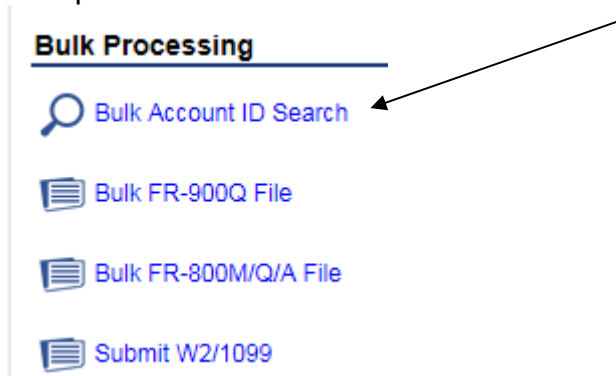 Bulk Processing
Bulk Account ID Search
Bulk FR-900Q File
Bulk FR-800M/Q/A File
Submit W2/1099